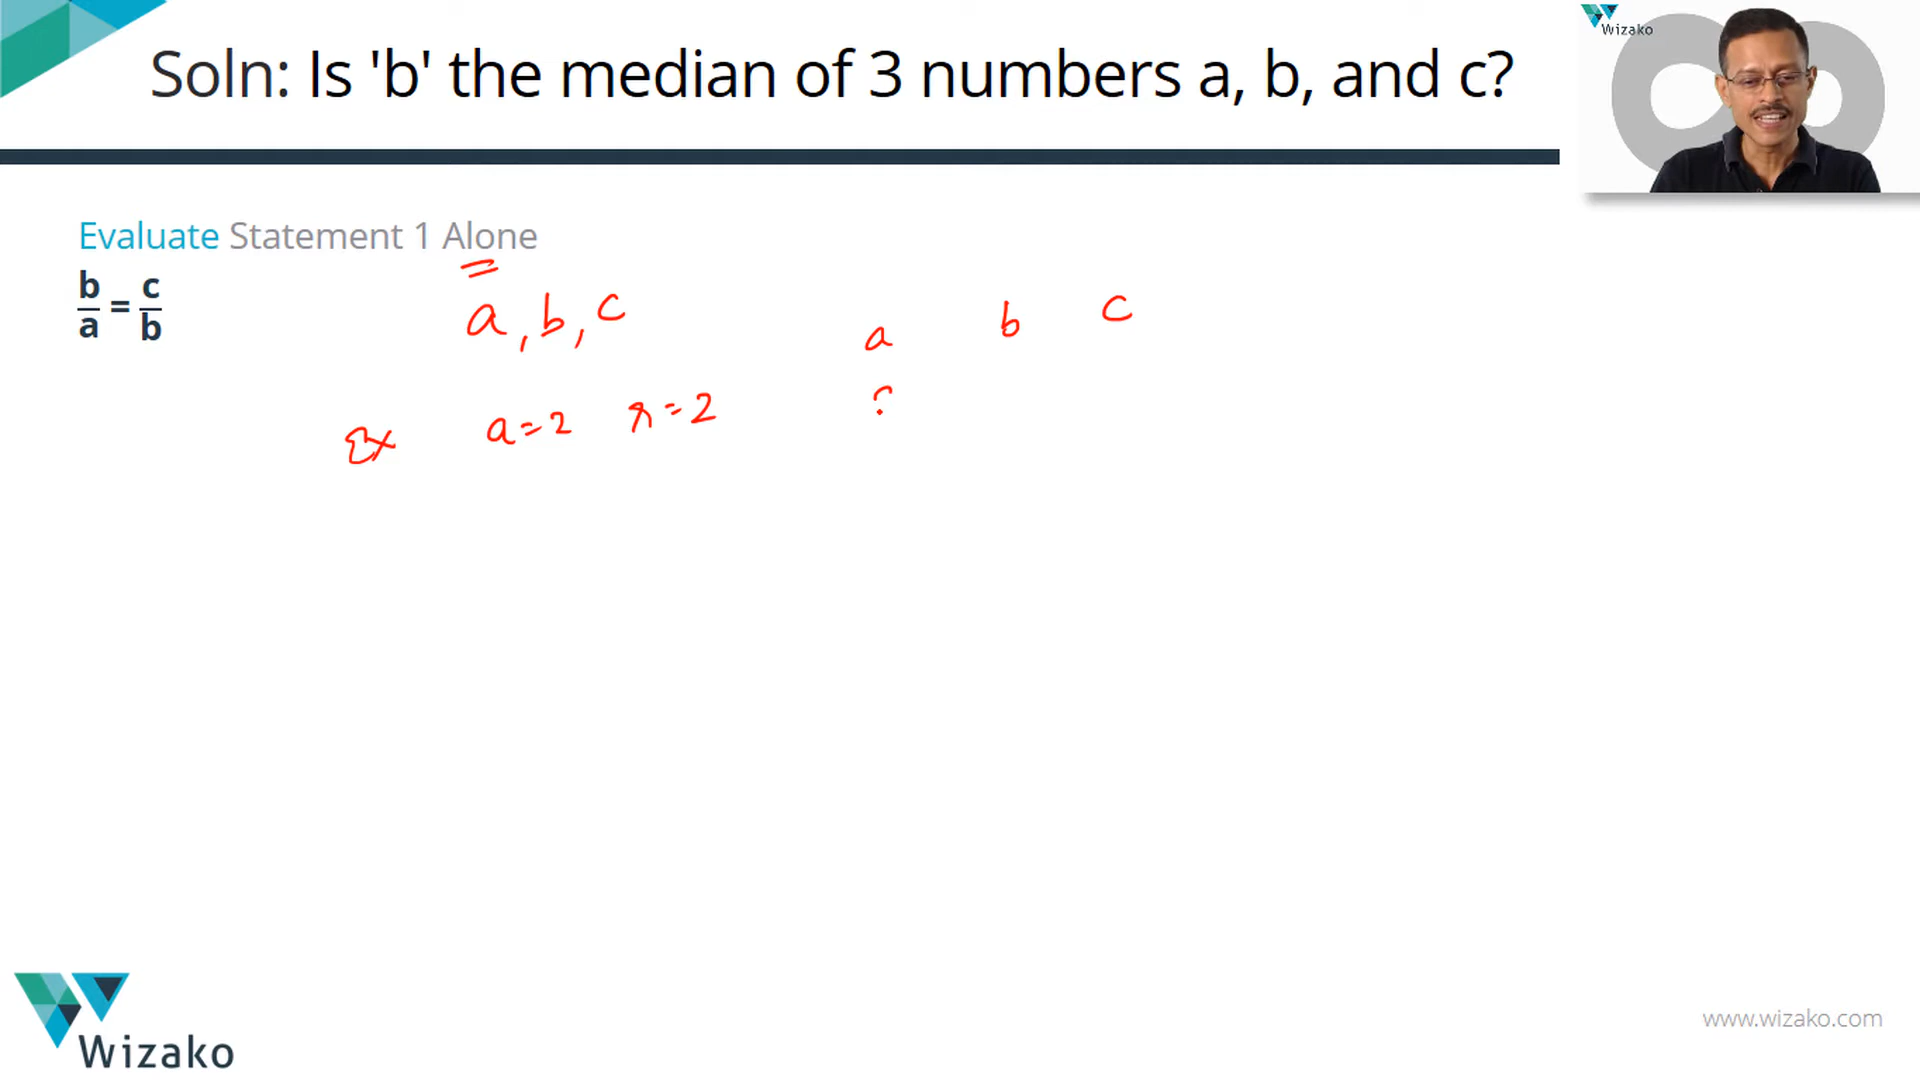 Wizako
Soln: Is 'b' the median of 3 numbers a, b, and c?
Evaluate Statement 1 Alone
b/a = c/b
a, b, c
a b c
Ex a=2 r=2
Wizako
www.wizako.com